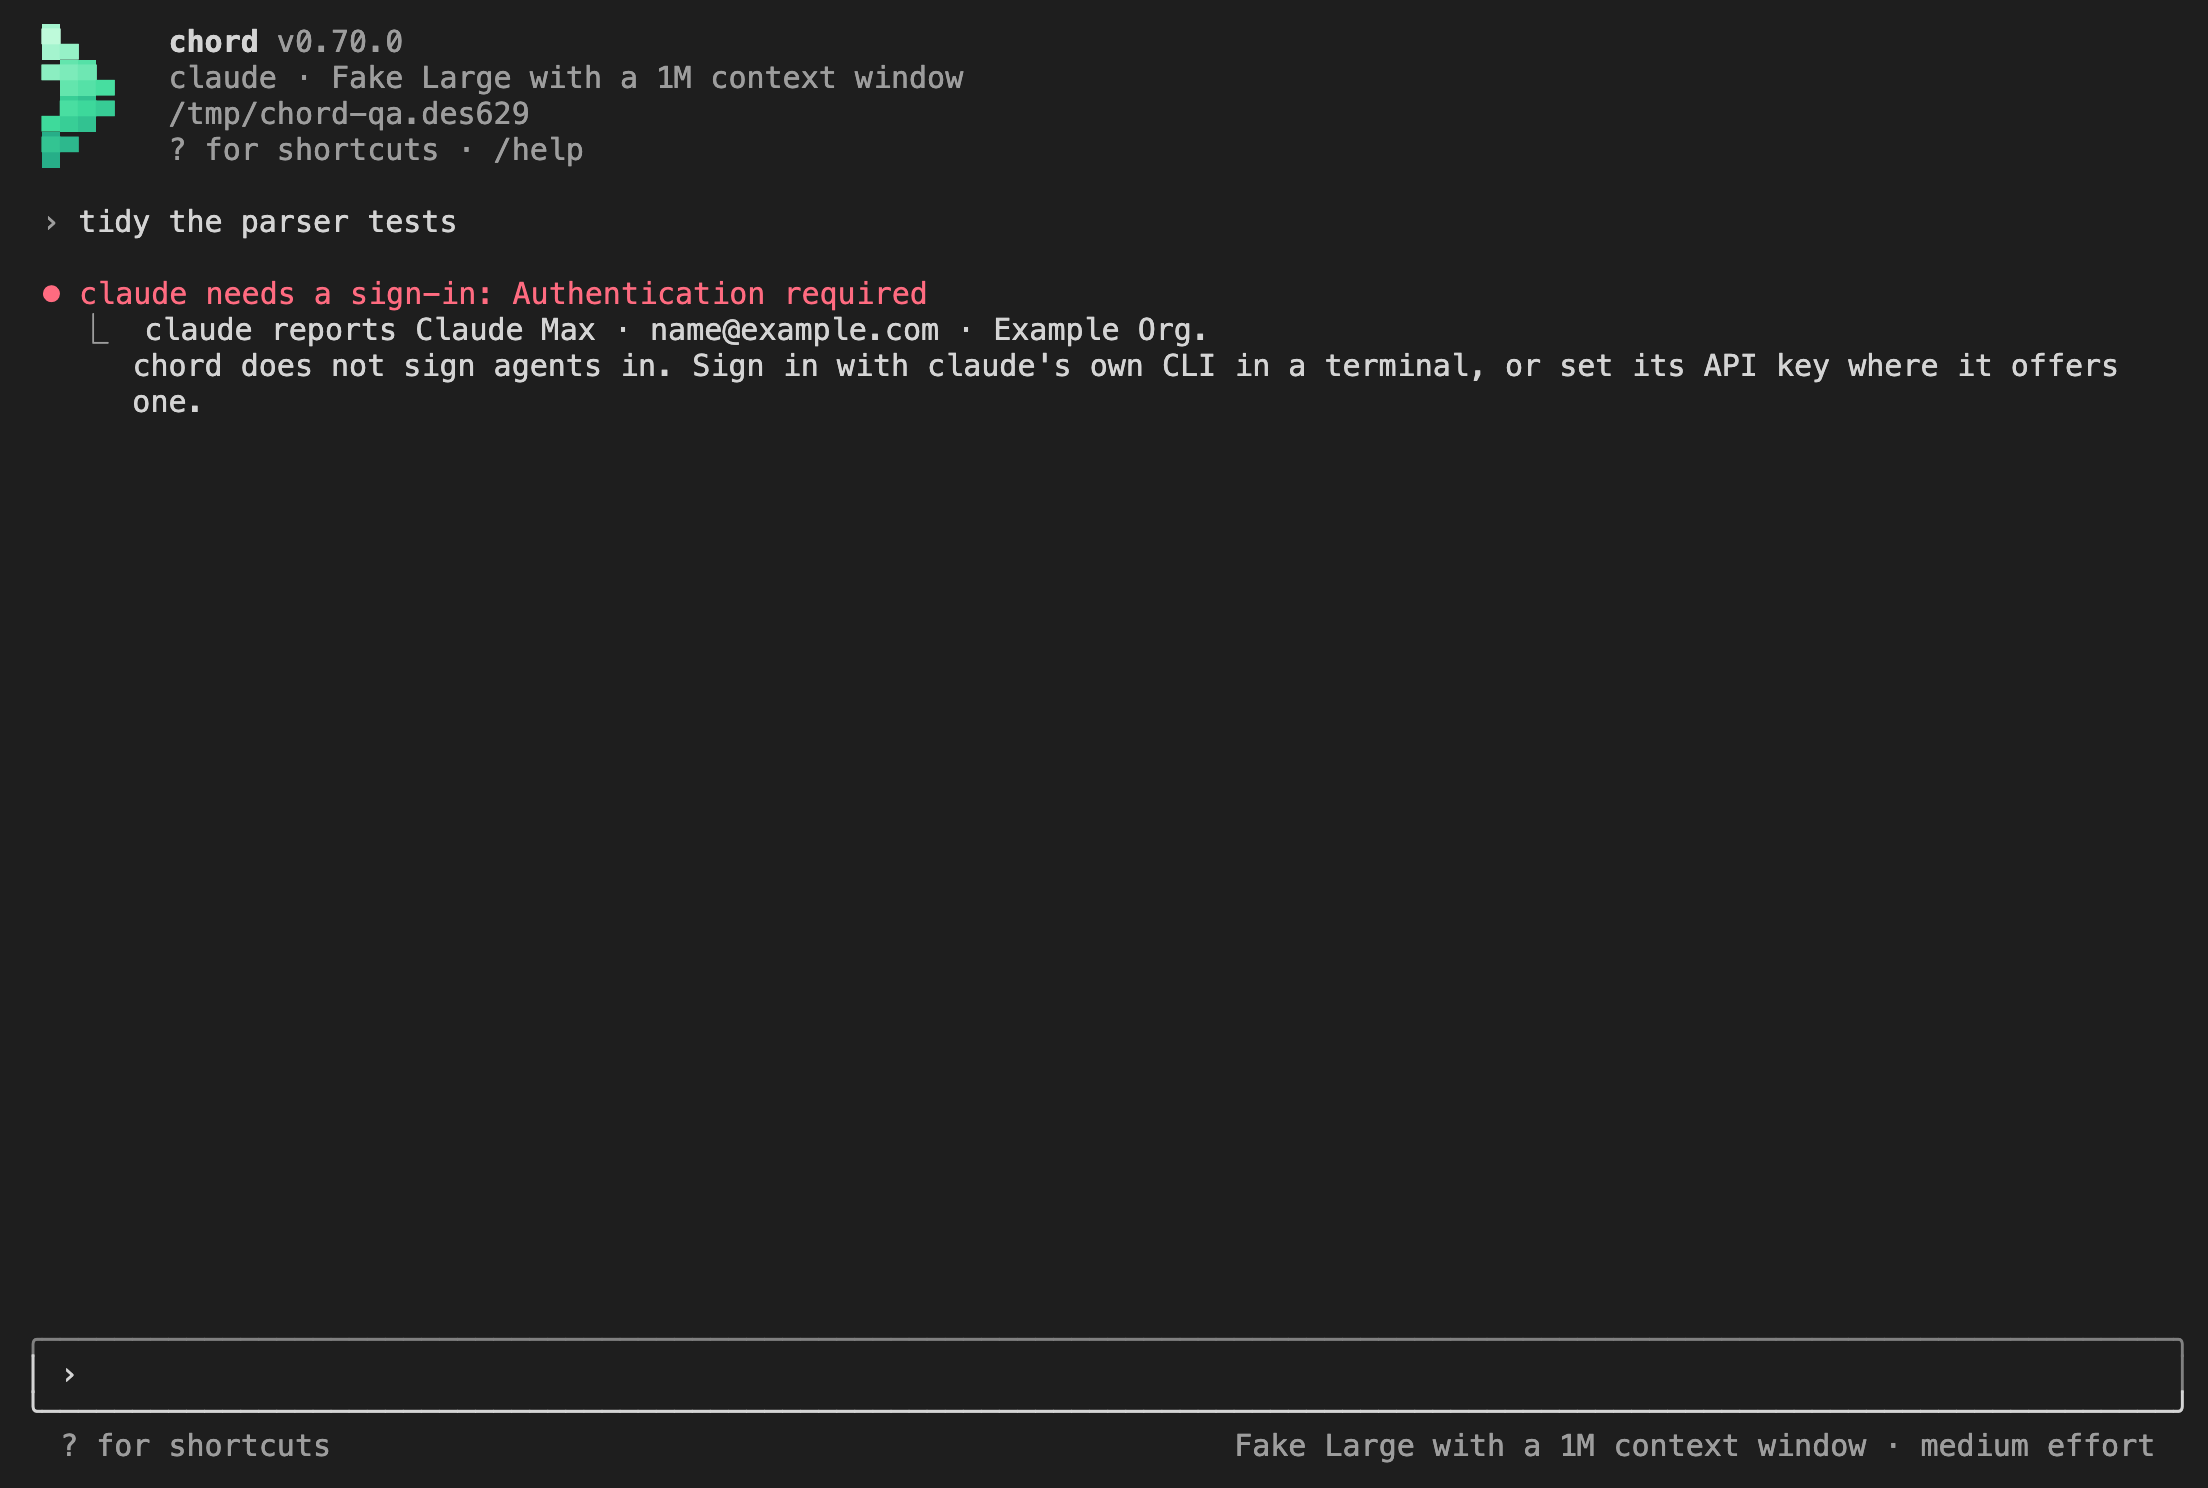 chord v0.70.0
claude · Fake Large with a 1M context window
/tmp/chord-qa.des629
? for shortcuts · /help
› tidy the parser tests
● claude needs a sign-in: Authentication required
⎿ claude reports Claude Max · name@example.com · Example Org.
chord does not sign agents in. Sign in with claude's own CLI in a terminal, or set its API key where it offers
one.
›
? for shortcuts Fake Large with a 1M context window · medium effort